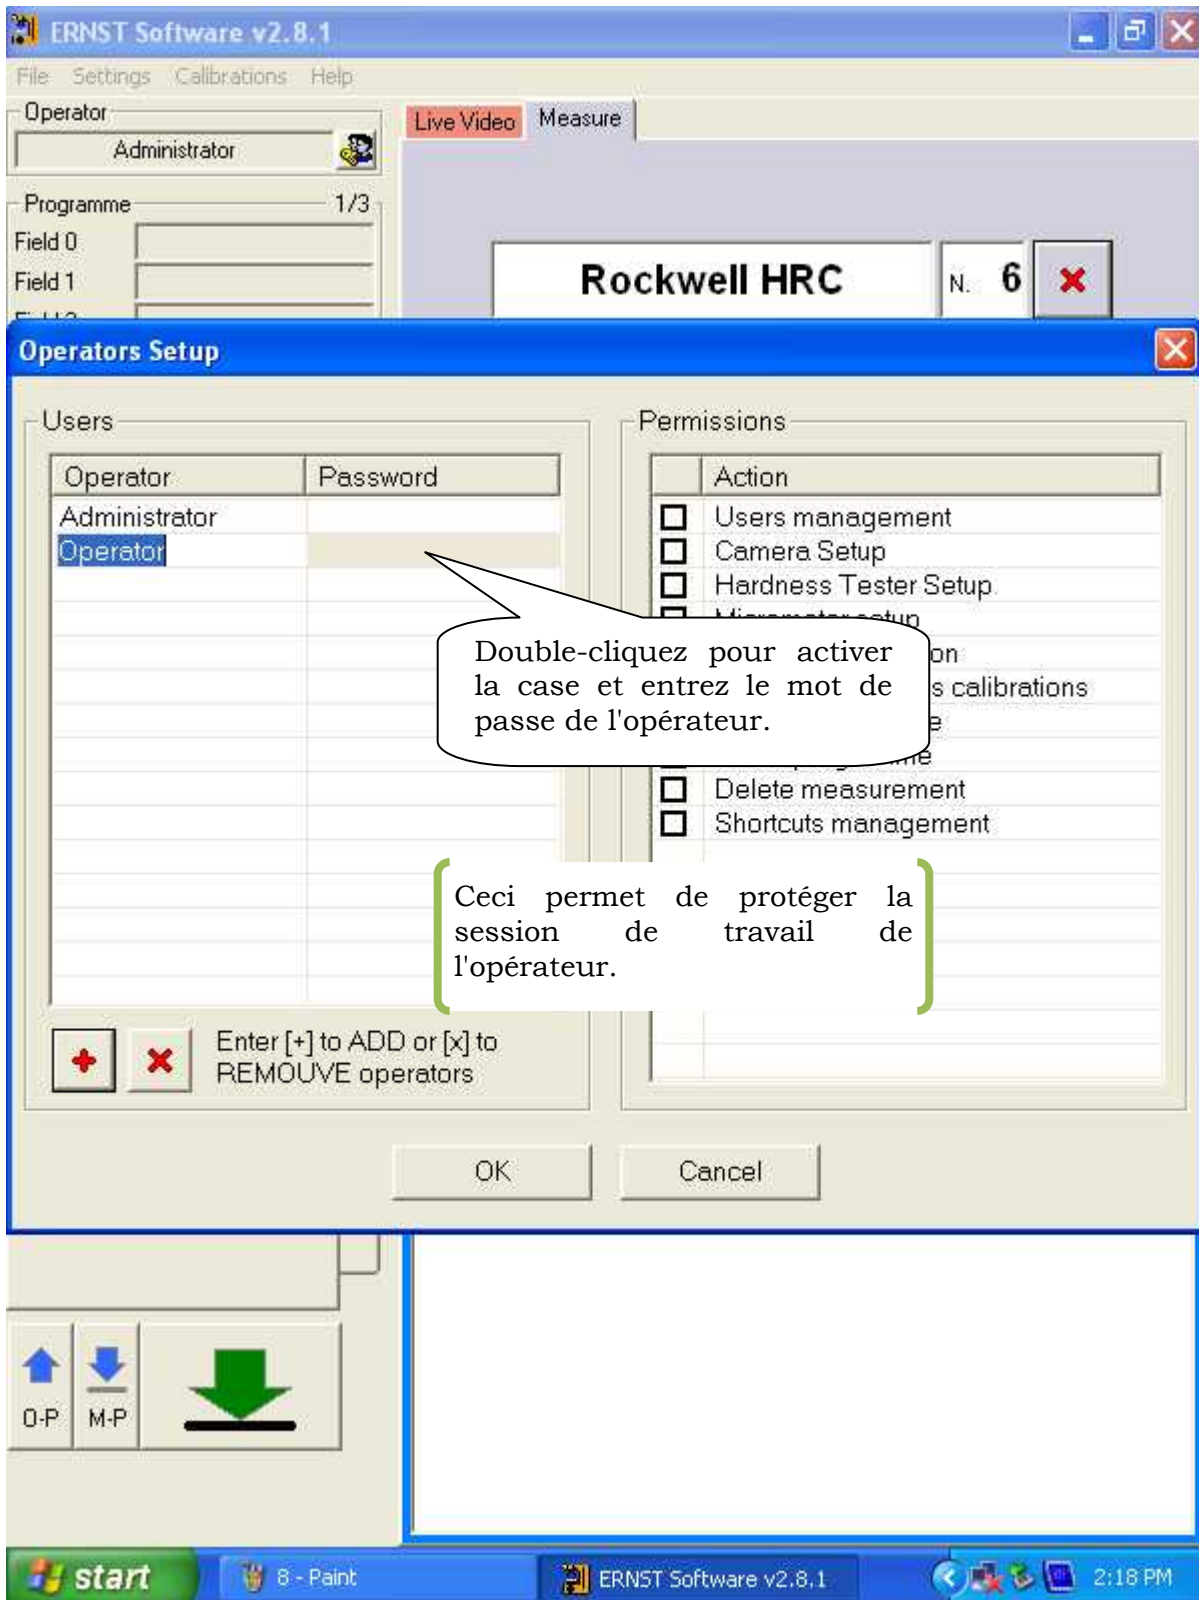 ERNST Software v2.8.1
File Settings Calibrations Help
Operator
Administrator
Live Video Measure
Programme 1/3
Field 0
Field 1
Rockwell HRC N. 6
Operators Setup
Users
Permissions
Operator Password
Action
Administrator
Operator
Users management
Camera Setup
Hardness Tester Setup
Micrometer setup
on
s calibrations
e
Delete measurement
Shortcuts management
Double-cliquez pour activer
la case et entrez le mot de
passe de l'opérateur.
Ceci permet de protéger la
session de travail de
l'opérateur.
Enter [+] to ADD or [x] to
REMOUVE operators
OK Cancel
O-P M-P
start 8 - Paint ERNST Software v2.8.1 2:18 PM